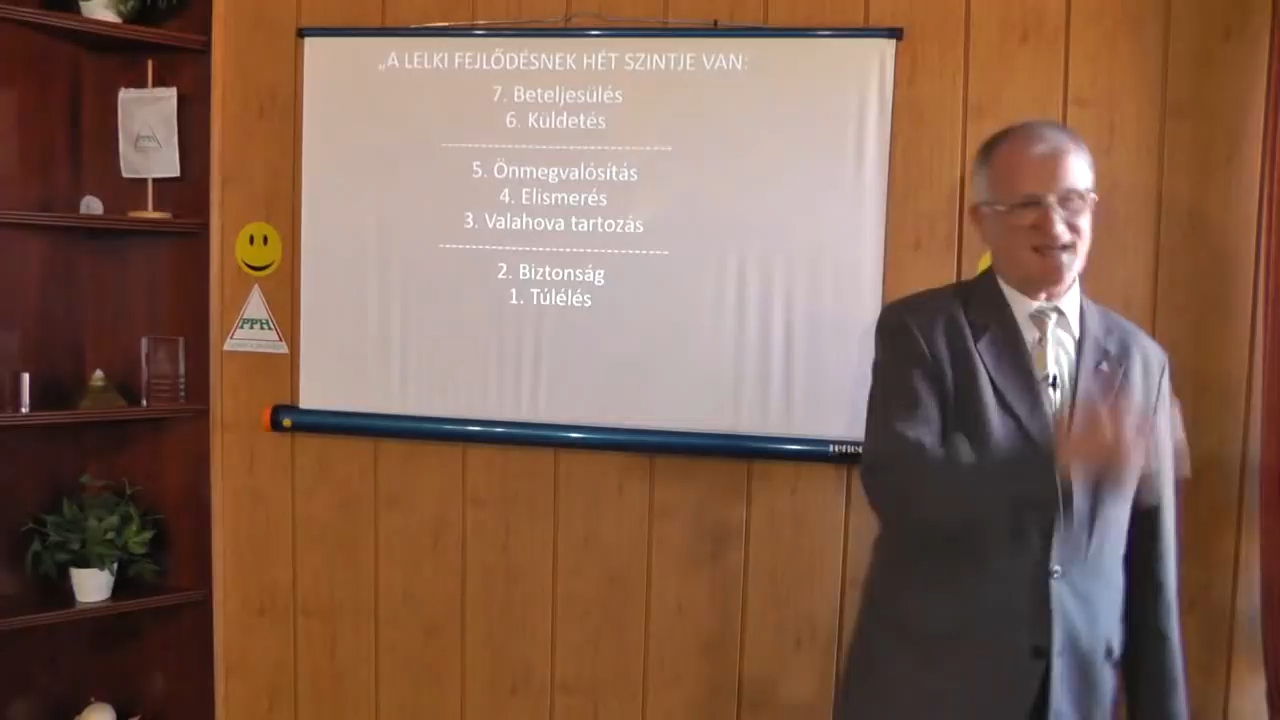 „A LELKI FEJLŐDÉSNEK HÉT SZINTJE VAN:
7. Beteljesülés
6. Küldetés
5. Önmegvalósítás
4. Elismerés
3. Valahova tartozás
2. Biztonság
1. Túlélés
PPH
PPH